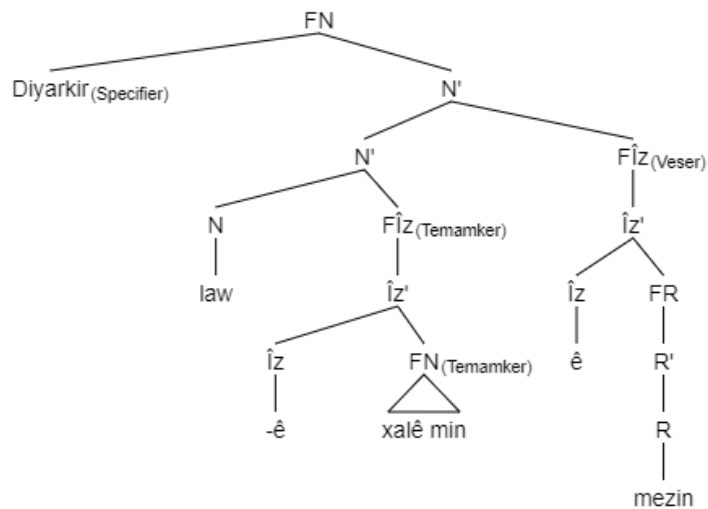 FN
Diyarkir(Specifier) N'
N' FÎz(Veser)
N FÎz(Temamker) Îz'
law Îz' Îz FR
Îz FN(Temamker) ê R'
-ê xalê min R
mezin